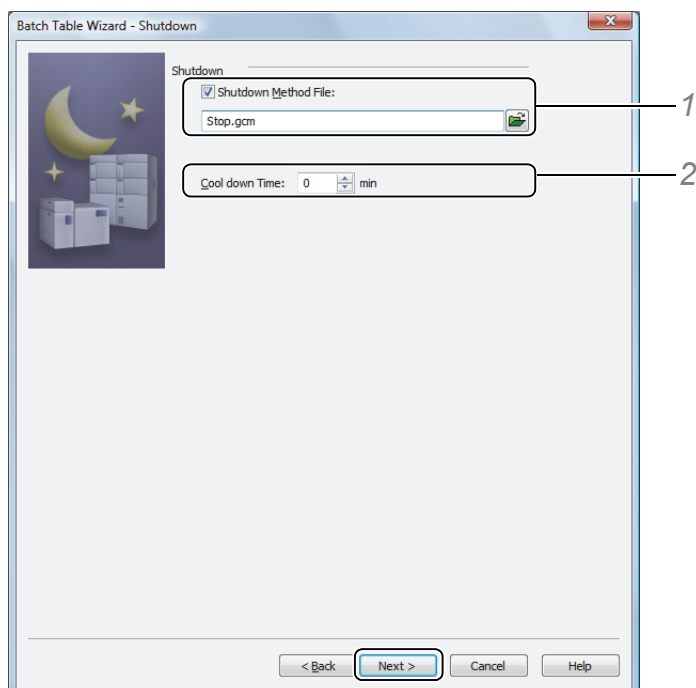 Batch Table Wizard - Shutdown
Shutdown
Shutdown Method File:
Stop.gcm
1
Cool down Time: 0 min
2
< Back Next > Cancel Help